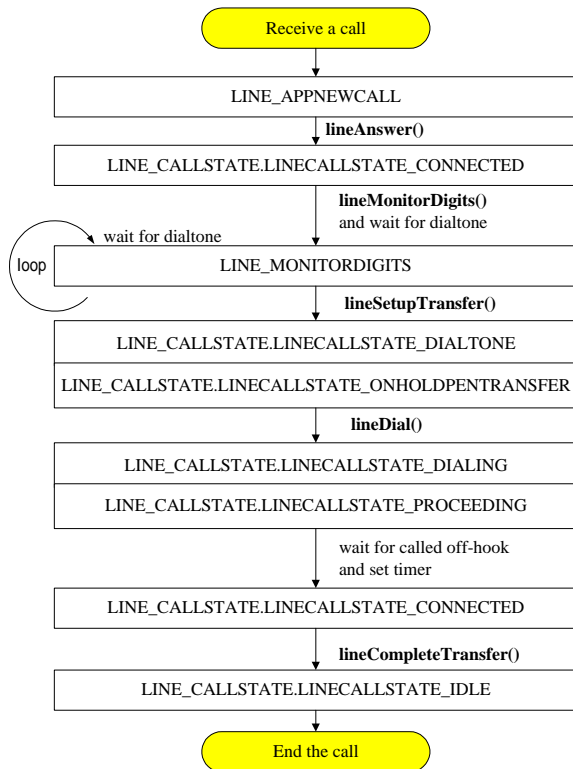 Receive a call
LINE_APPNEWCALL
lineAnswer()
LINE_CALLSTATE.LINECALLSTATE_CONNECTED
lineMonitorDigits()
and wait for dialtone
wait for dialtone
loop
LINE_MONITORDIGITS
lineSetupTransfer()
LINE_CALLSTATE.LINECALLSTATE_DIALTONE
LINE_CALLSTATE.LINECALLSTATE_ONHOLDPENTRANSFER
lineDial()
LINE_CALLSTATE.LINECALLSTATE_DIALING
LINE_CALLSTATE.LINECALLSTATE_PROCEEDING
wait for called off-hook
and set timer
LINE_CALLSTATE.LINECALLSTATE_CONNECTED
lineCompleteTransfer()
LINE_CALLSTATE.LINECALLSTATE_IDLE
End the call